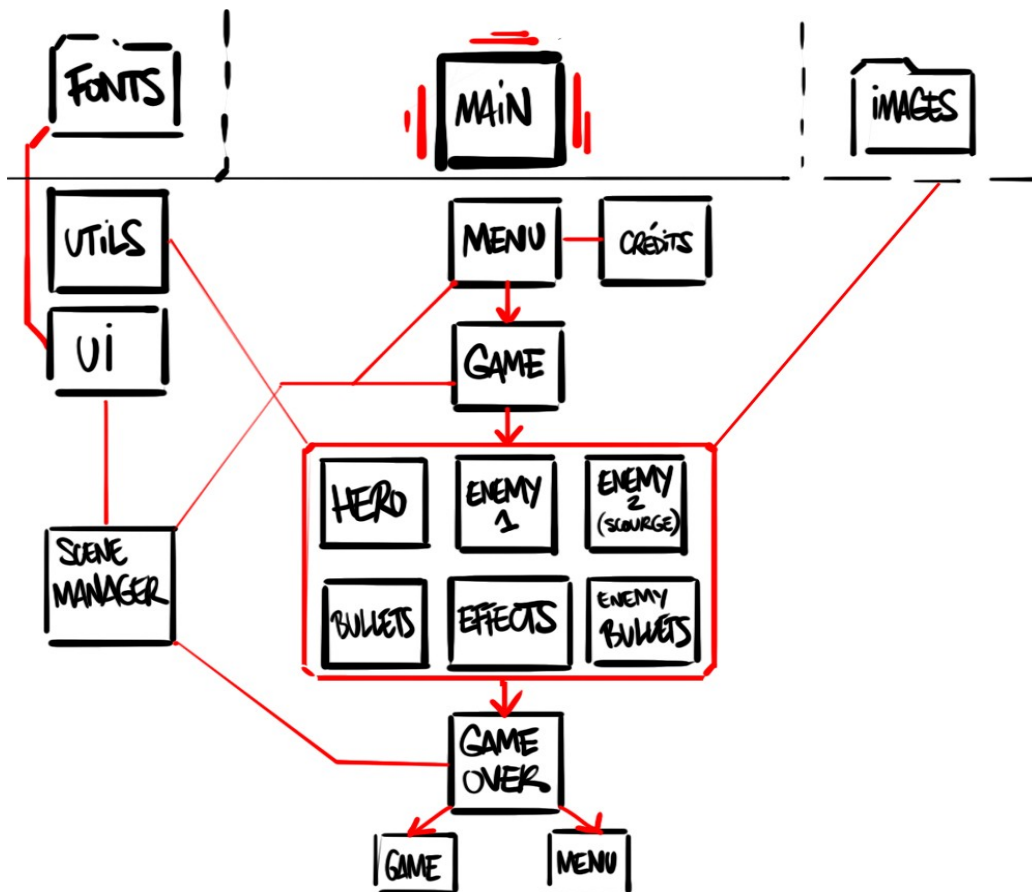 FONTS
MAiN
iMAGES
UTiLS
MENU
CRÉDiTS
Ui
GAME
HERO
ENEMY
1
ENEMY
2
(SCOURGE)
SCENE
MANAGER
BULLETS
EFFECTS
ENEMY
BULLETS
GAME
OVER
GAME
MENU